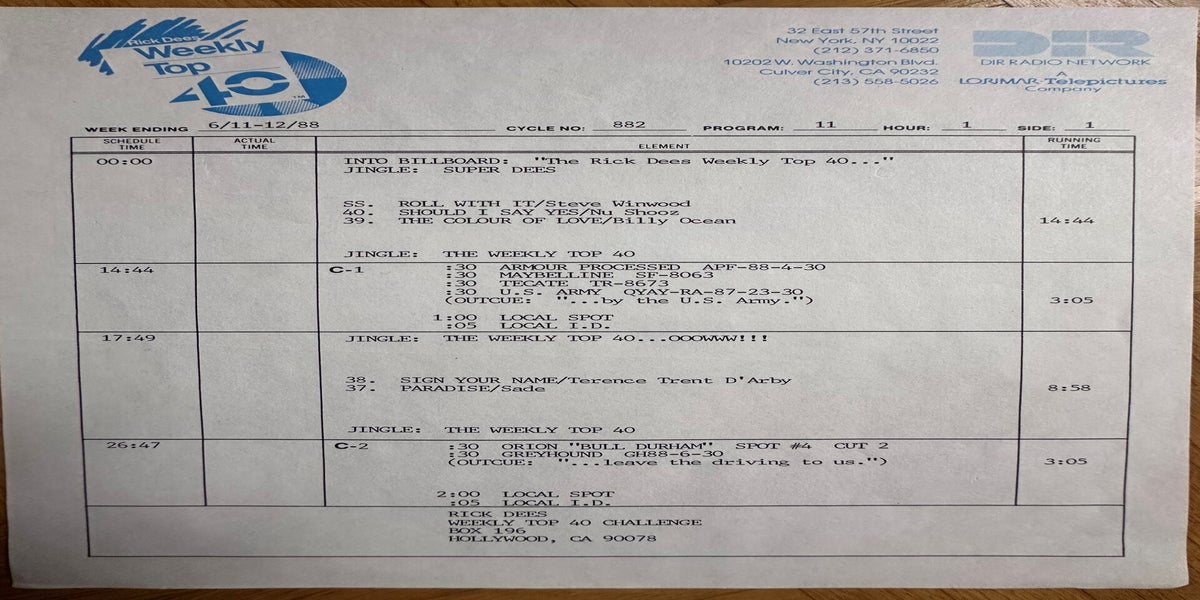 Rick Dees
Weekly
Top
40
TM
32 East 57th Street
New York, NY 10022
(212) 371-6850
10202 W. Washington Blvd.
Culver City, CA 90232
(213) 558-5026
DIR
DIR RADIO NETWORK
A
LORIMAR-Telepictures
Company
WEEK ENDING 6/11-12/88 CYCLE NO: 882 PROGRAM: 11 HOUR: 1 SIDE: 1
SCHEDULE TIME ACTUAL TIME ELEMENT RUNNING TIME
00:00 INTO BILLBOARD: "The Rick Dees Weekly Top 40..."
JINGLE: SUPER DEES
SS. ROLL WITH IT/Steve Winwood
40. SHOULD I SAY YES/Nu Shooz
39. THE COLOUR OF LOVE/Billy Ocean 14:44
JINGLE: THE WEEKLY TOP 40
14:44 C-1 :30 ARMOUR PROCESSED APF-88-4-30
:30 MAYBELLINE SF-8063
:30 TECATE TR-8673
:30 U.S. ARMY QYAY-RA-87-23-30
(OUTCUE: "...by the U.S. Army.") 3:05
1:00 LOCAL SPOT
:05 LOCAL I.D.
17:49 JINGLE: THE WEEKLY TOP 40...OOOWWW!!!
38. SIGN YOUR NAME/Terence Trent D'Arby
37. PARADISE/Sade 8:58
JINGLE: THE WEEKLY TOP 40
26:47 C-2 :30 ORION "BULL DURHAM" SPOT #4 CUT 2
:30 GREYHOUND GH88-6-30
(OUTCUE: "...leave the driving to us.") 3:05
2:00 LOCAL SPOT
:05 LOCAL I.D.
RICK DEES
WEEKLY TOP 40 CHALLENGE
BOX 196
HOLLYWOOD, CA 90078